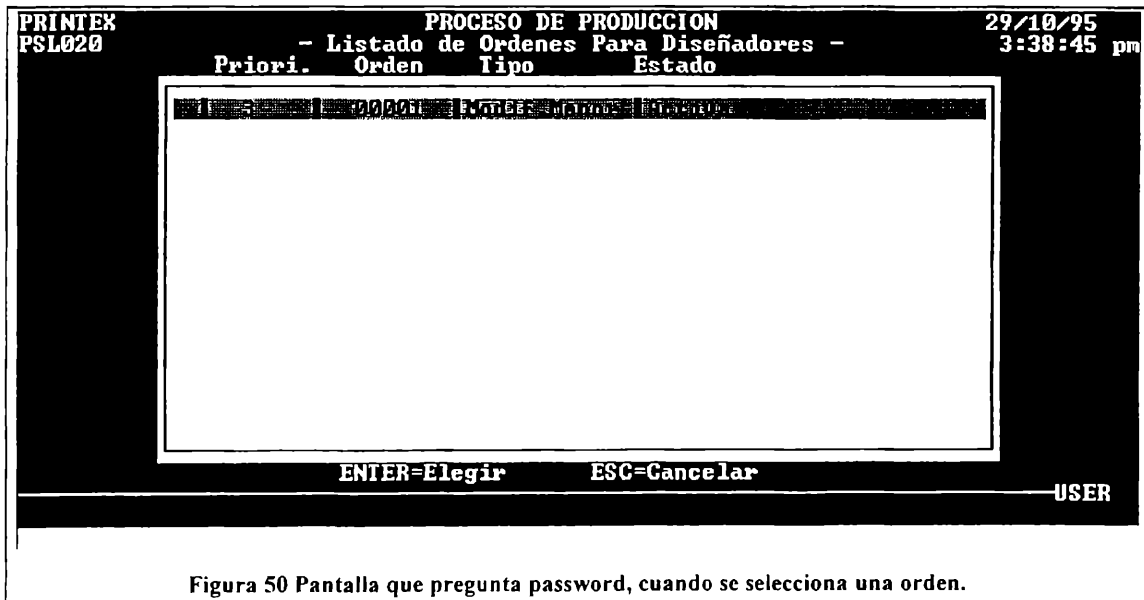 PRINTEX PROCESO DE PRODUCCION 29/10/95
PSL020 - Listado de Ordenes Para Diseñadores - 3:38:45 pm
Priori. Orden Tipo Estado
00001
ENTER=Elegir ESC=Cancelar
USER
Figura 50 Pantalla que pregunta password, cuando se selecciona una orden.